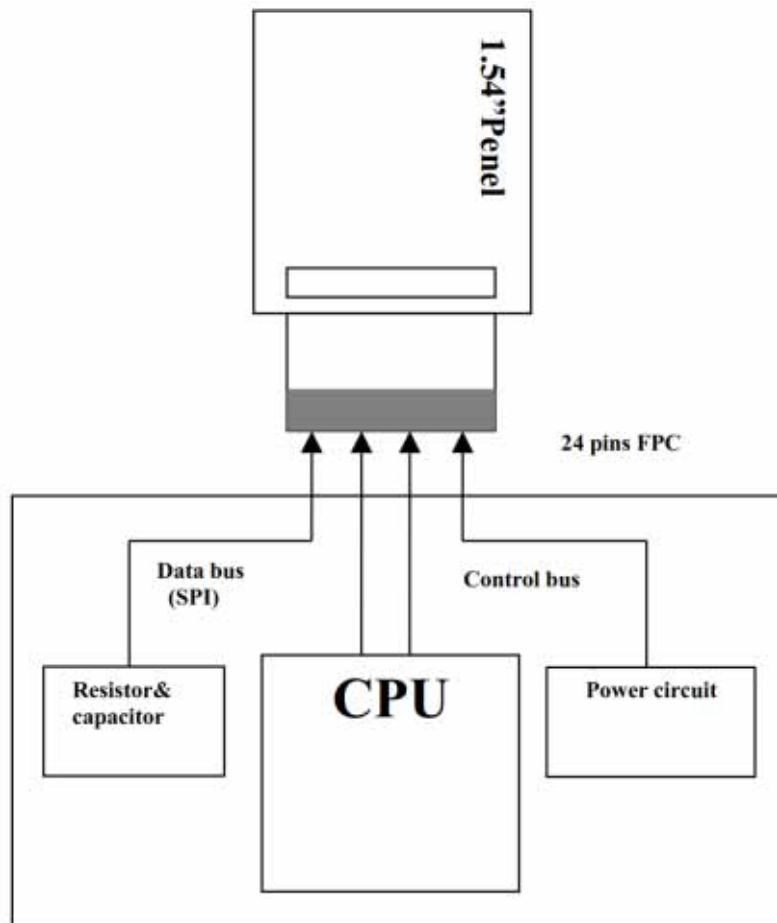 1.54”Penel
24 pins FPC
Data bus
(SPI)
Control bus
Resistor&
capacitor
CPU
Power circuit